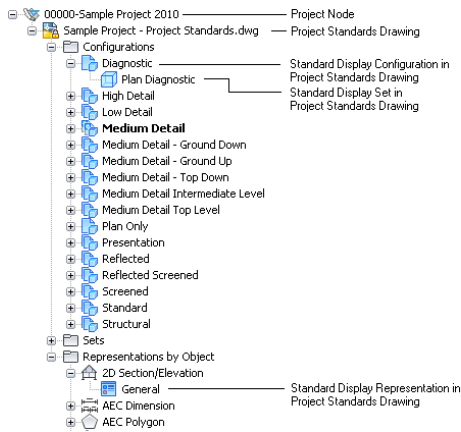 00000-Sample Project 2010 Project Node
Sample Project - Project Standards.dwg Project Standards Drawing
Configurations
Diagnostic Standard Display Configuration in
Project Standards Drawing
Plan Diagnostic Standard Display Set in
Project Standards Drawing
High Detail
Low Detail
Medium Detail
Medium Detail - Ground Down
Medium Detail - Ground Up
Medium Detail - Top Down
Medium Detail Intermediate Level
Medium Detail Top Level
Plan Only
Presentation
Reflected
Reflected Screened
Screened
Standard
Structural
Sets
Representations by Object
2D Section/Elevation
General Standard Display Representation in
Project Standards Drawing
AEC Dimension
AEC Polygon